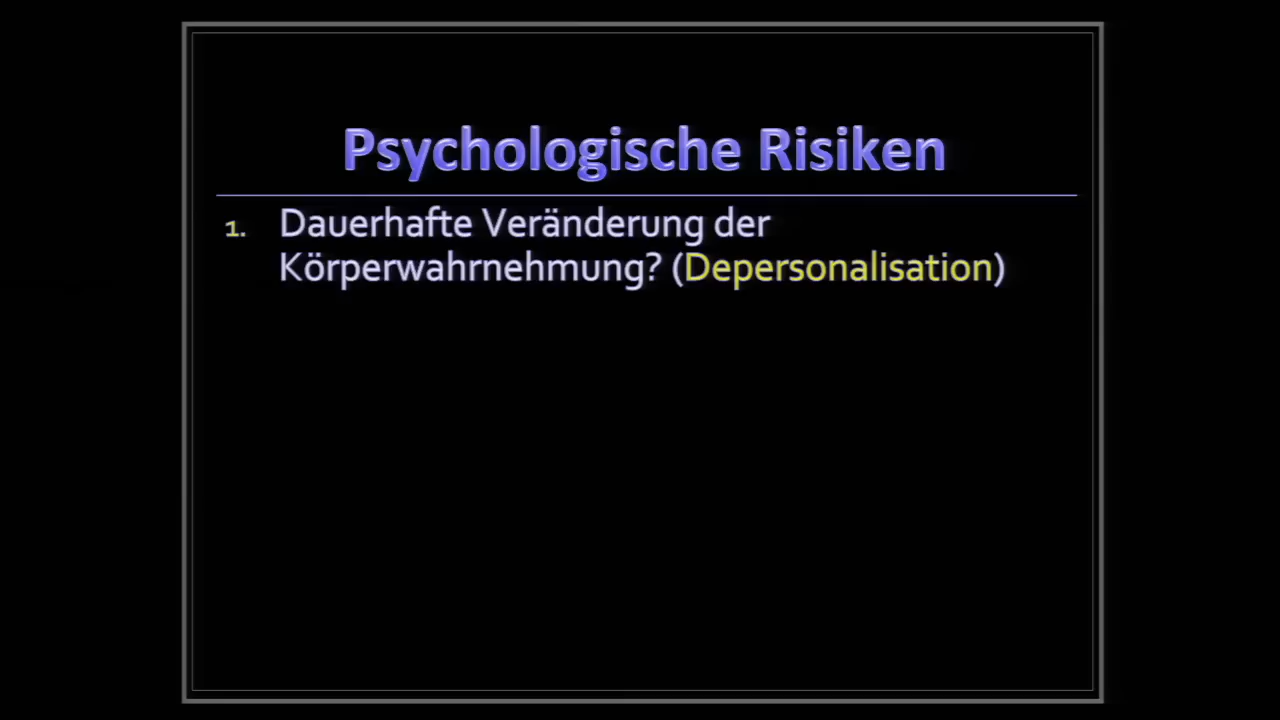 Psychologische Risiken
1. Dauerhafte Veränderung der
Körperwahrnehmung? (Depersonalisation)